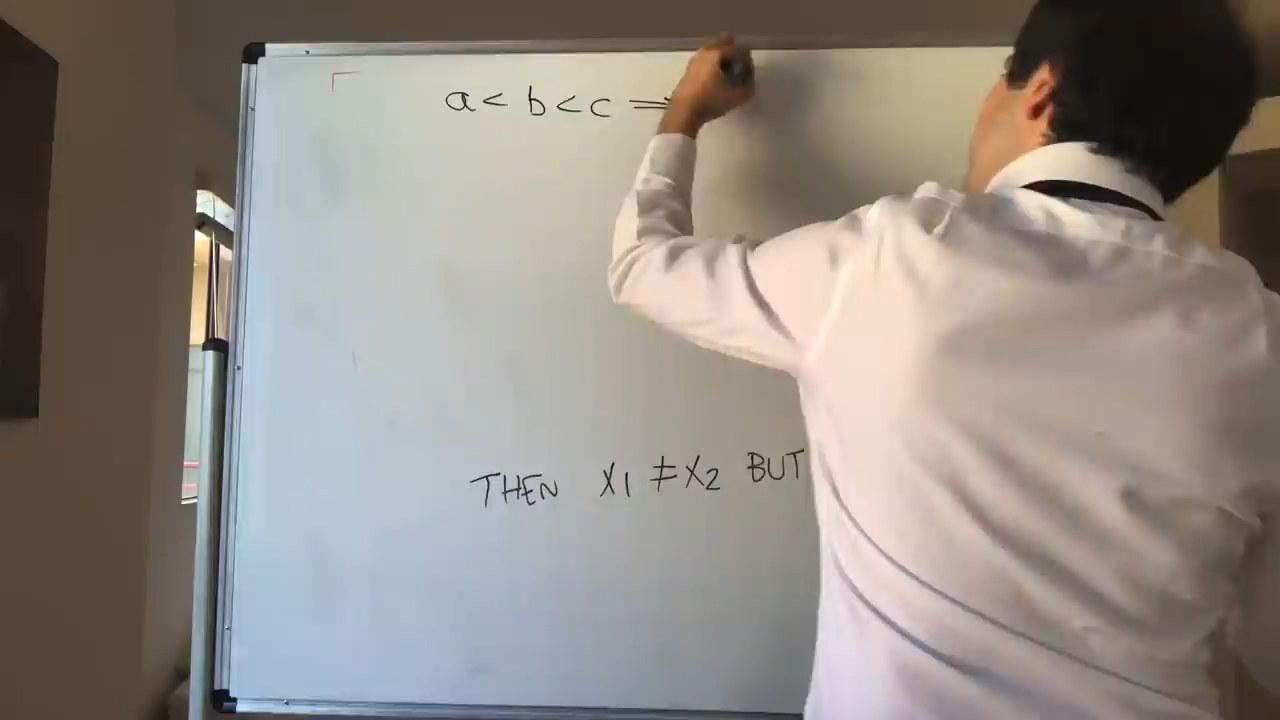 a < b < c ⇒
THEN X1 ≠ X2 BUT